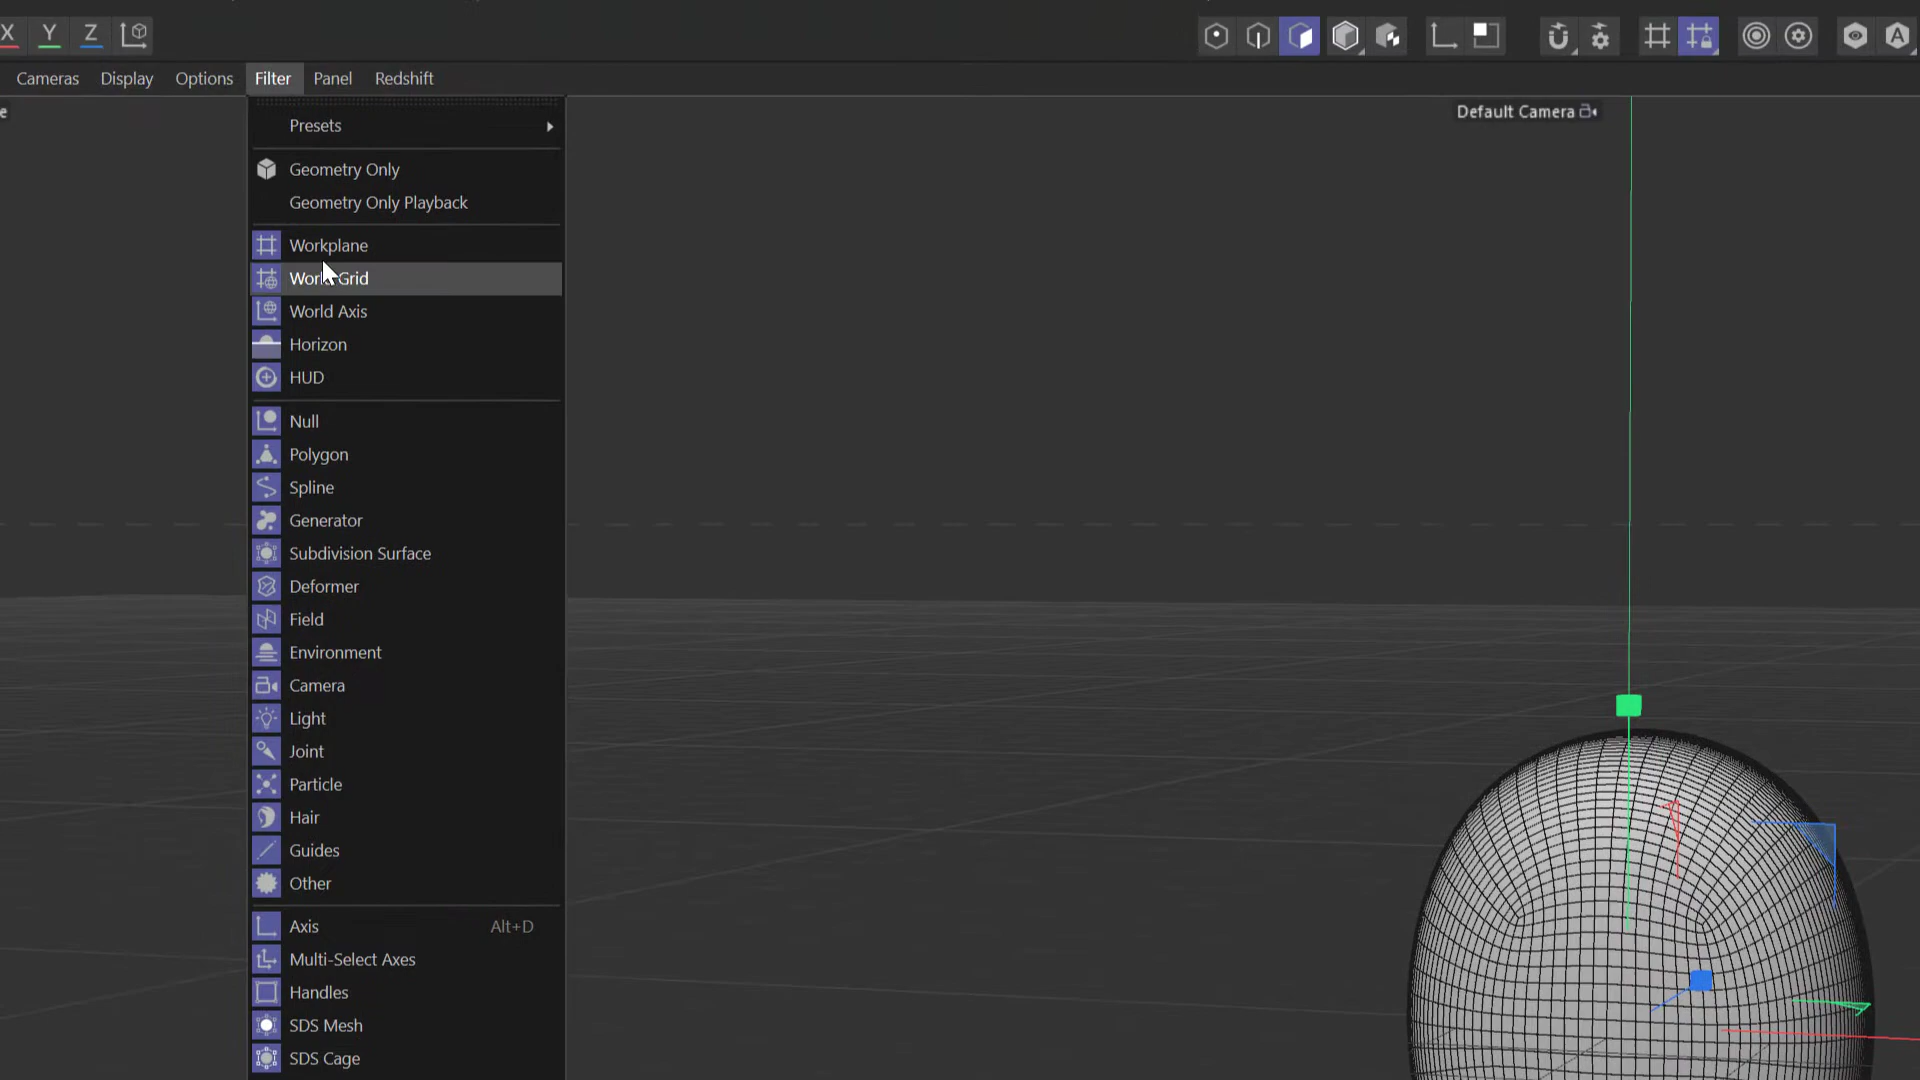 X Y Z
A
Cameras Display Options Filter Panel Redshift
e
Default Camera
Presets
Geometry Only
Geometry Only Playback
Workplane
World Grid
World Axis
Horizon
HUD
Null
Polygon
Spline
Generator
Subdivision Surface
Deformer
Field
Environment
Camera
Light
Joint
Particle
Hair
Guides
Other
Axis Alt+D
Multi-Select Axes
Handles
SDS Mesh
SDS Cage